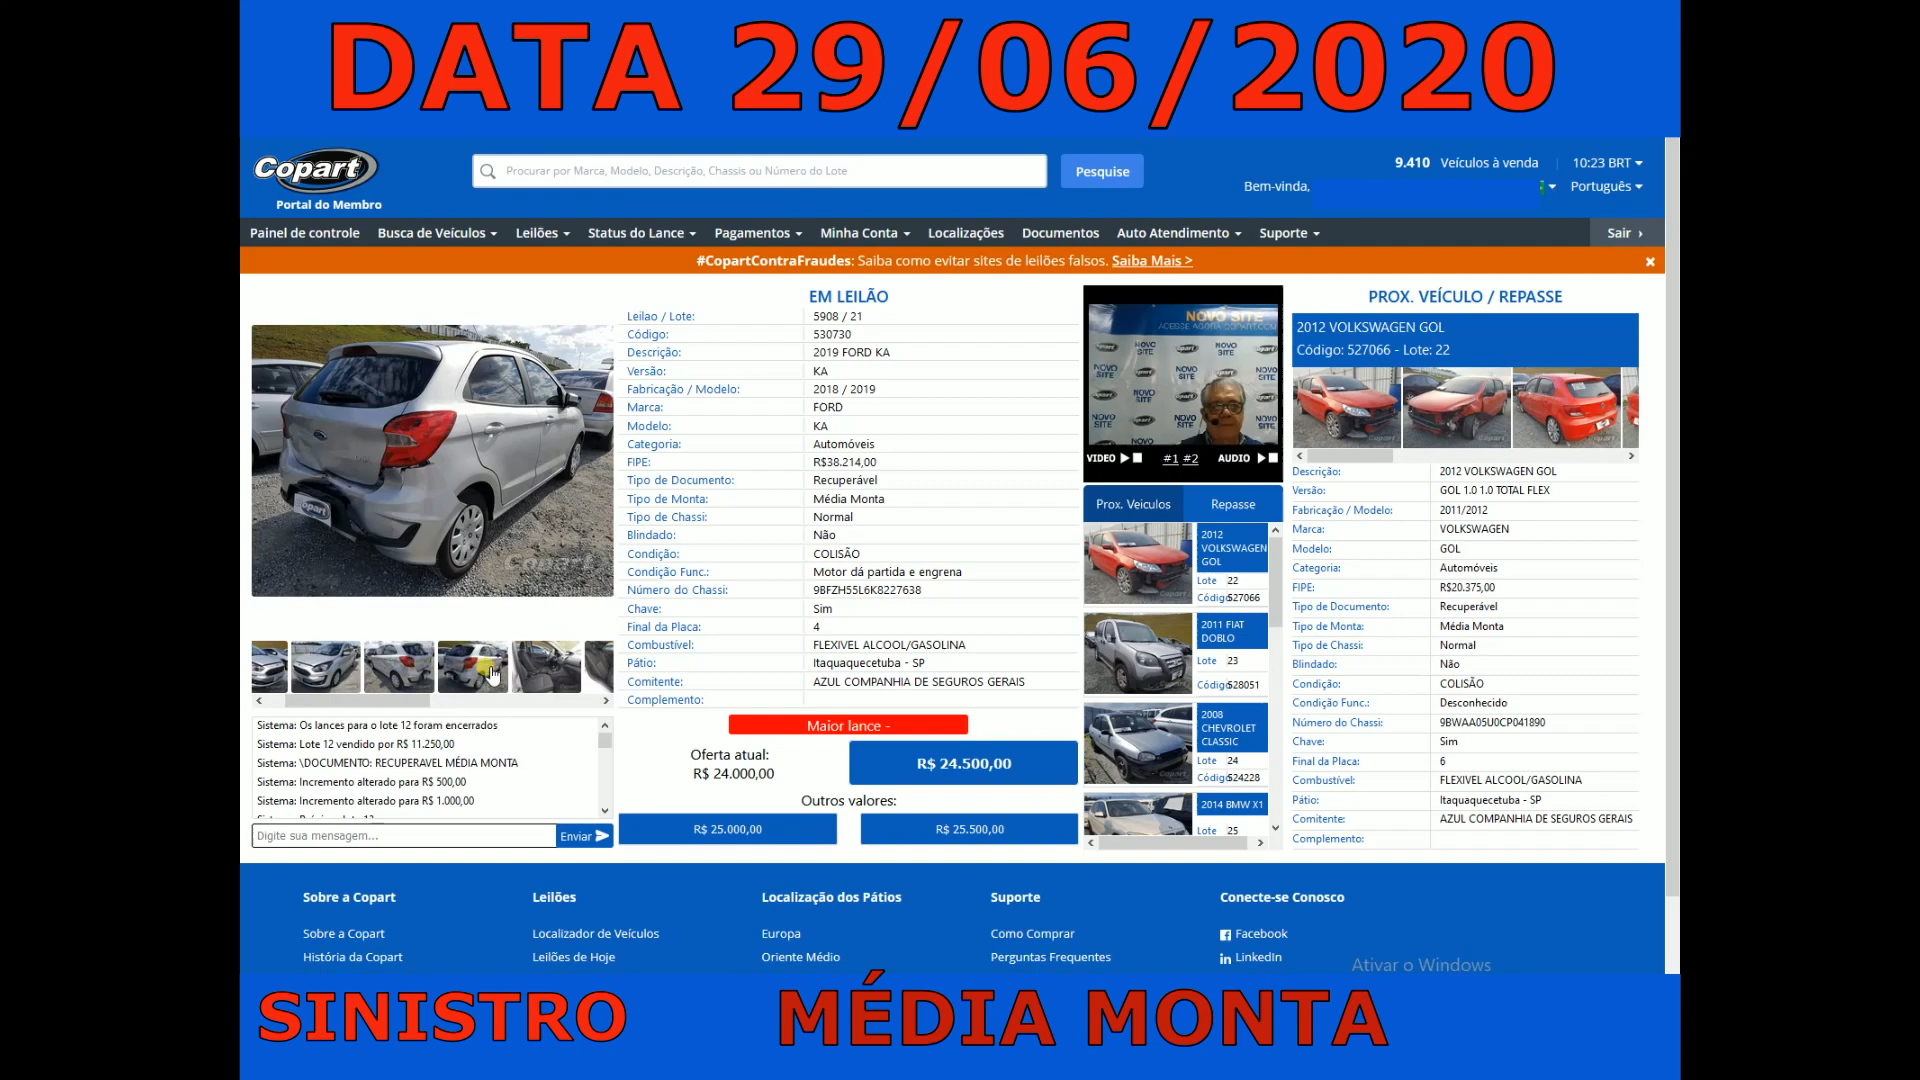 DATA 29/06/2020
Copart
Portal do Membro
Procurar por Marca, Modelo, Descrição, Chassis ou Número do Lote
Pesquise
9.410 Veículos à venda
10:23 BRT
Bem-vinda,
Português
Painel de controle Busca de Veículos Leilões Status do Lance Pagamentos Minha Conta Localizações Documentos Auto Atendimento Suporte Sair
#CopartContraFraudes: Saiba como evitar sites de leilões falsos. Saiba Mais >
EM LEILÃO
Leilao / Lote: 5908 / 21
Código: 530730
Descrição: 2019 FORD KA
Versão: KA
Fabricação / Modelo: 2018 / 2019
Marca: FORD
Modelo: KA
Categoria: Automóveis
FIPE: R$38.214,00
Tipo de Documento: Recuperável
Tipo de Monta: Média Monta
Tipo de Chassi: Normal
Blindado: Não
Condição: COLISÃO
Condição Func.: Motor dá partida e engrena
Número do Chassi: 9BFZH55L6K8227638
Chave: Sim
Final da Placa: 4
Combustível: FLEXIVEL ALCOOL/GASOLINA
Pátio: Itaquaquecetuba - SP
Comitente: AZUL COMPANHIA DE SEGUROS GERAIS
Complemento:
Maior lance -
Oferta atual:
R$ 24.000,00
R$ 24.500,00
Outros valores:
R$ 25.000,00
R$ 25.500,00
Sistema: Os lances para o lote 12 foram encerrados
Sistema: Lote 12 vendido por R$ 11.250,00
Sistema: \DOCUMENTO: RECUPERAVEL MÉDIA MONTA
Sistema: Incremento alterado para R$ 500,00
Sistema: Incremento alterado para R$ 1.000,00
Digite sua mensagem...
Enviar
NOVO SITE
ACESSE AGORA COPART.COM
VIDEO #1 #2 AUDIO
Prox. Veiculos
Repasse
2012
VOLKSWAGEN
GOL
Lote 22
Código 527066
2011 FIAT
DOBLO
Lote 23
Código 528051
2008
CHEVROLET
CLASSIC
Lote 24
Código 524228
2014 BMW X1
Lote 25
PROX. VEÍCULO / REPASSE
2012 VOLKSWAGEN GOL
Código: 527066 - Lote: 22
Descrição: 2012 VOLKSWAGEN GOL
Versão: GOL 1.0 1.0 TOTAL FLEX
Fabricação / Modelo: 2011/2012
Marca: VOLKSWAGEN
Modelo: GOL
Categoria: Automóveis
FIPE: R$20.375,00
Tipo de Documento: Recuperável
Tipo de Monta: Média Monta
Tipo de Chassi: Normal
Blindado: Não
Condição: COLISÃO
Condição Func.: Desconhecido
Número do Chassi: 9BWAA05U0CP041890
Chave: Sim
Final da Placa: 6
Combustível: FLEXIVEL ALCOOL/GASOLINA
Pátio: Itaquaquecetuba - SP
Comitente: AZUL COMPANHIA DE SEGUROS GERAIS
Complemento:
Sobre a Copart
Sobre a Copart
História da Copart
Leilões
Localizador de Veículos
Leilões de Hoje
Localização dos Pátios
Europa
Oriente Médio
Suporte
Como Comprar
Perguntas Frequentes
Conecte-se Conosco
Facebook
LinkedIn
Ativar o Windows
SINISTRO MÉDIA MONTA